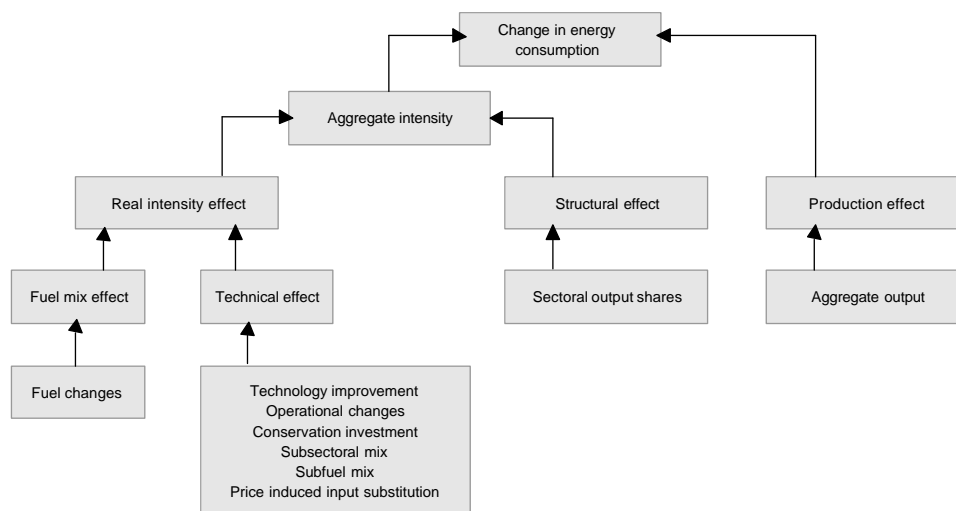 Change in energy
consumption
Aggregate intensity
Real intensity effect
Structural effect
Production effect
Fuel mix effect
Technical effect
Sectoral output shares
Aggregate output
Fuel changes
Technology improvement
Operational changes
Conservation investment
Subsectoral mix
Subfuel mix
Price induced input substitution